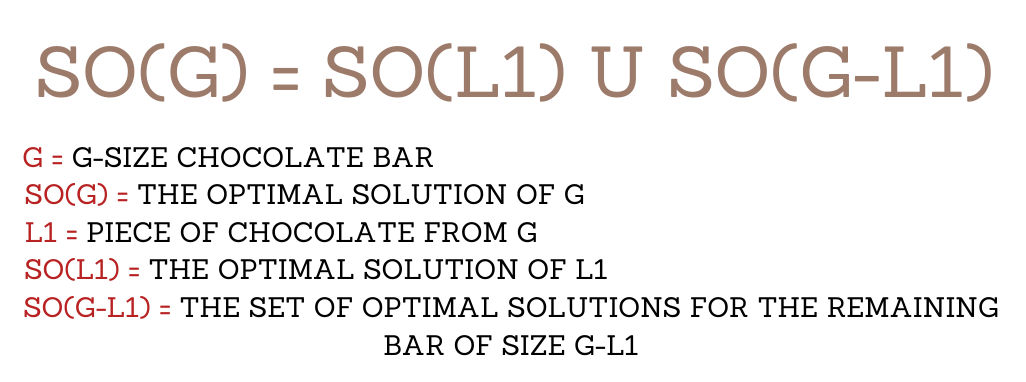 SO(G) = SO(L1) U SO(G-L1)
G = G-SIZE CHOCOLATE BAR
SO(G) = THE OPTIMAL SOLUTION OF G
L1 = PIECE OF CHOCOLATE FROM G
SO(L1) = THE OPTIMAL SOLUTION OF L1
SO(G-L1) = THE SET OF OPTIMAL SOLUTIONS FOR THE REMAINING
BAR OF SIZE G-L1